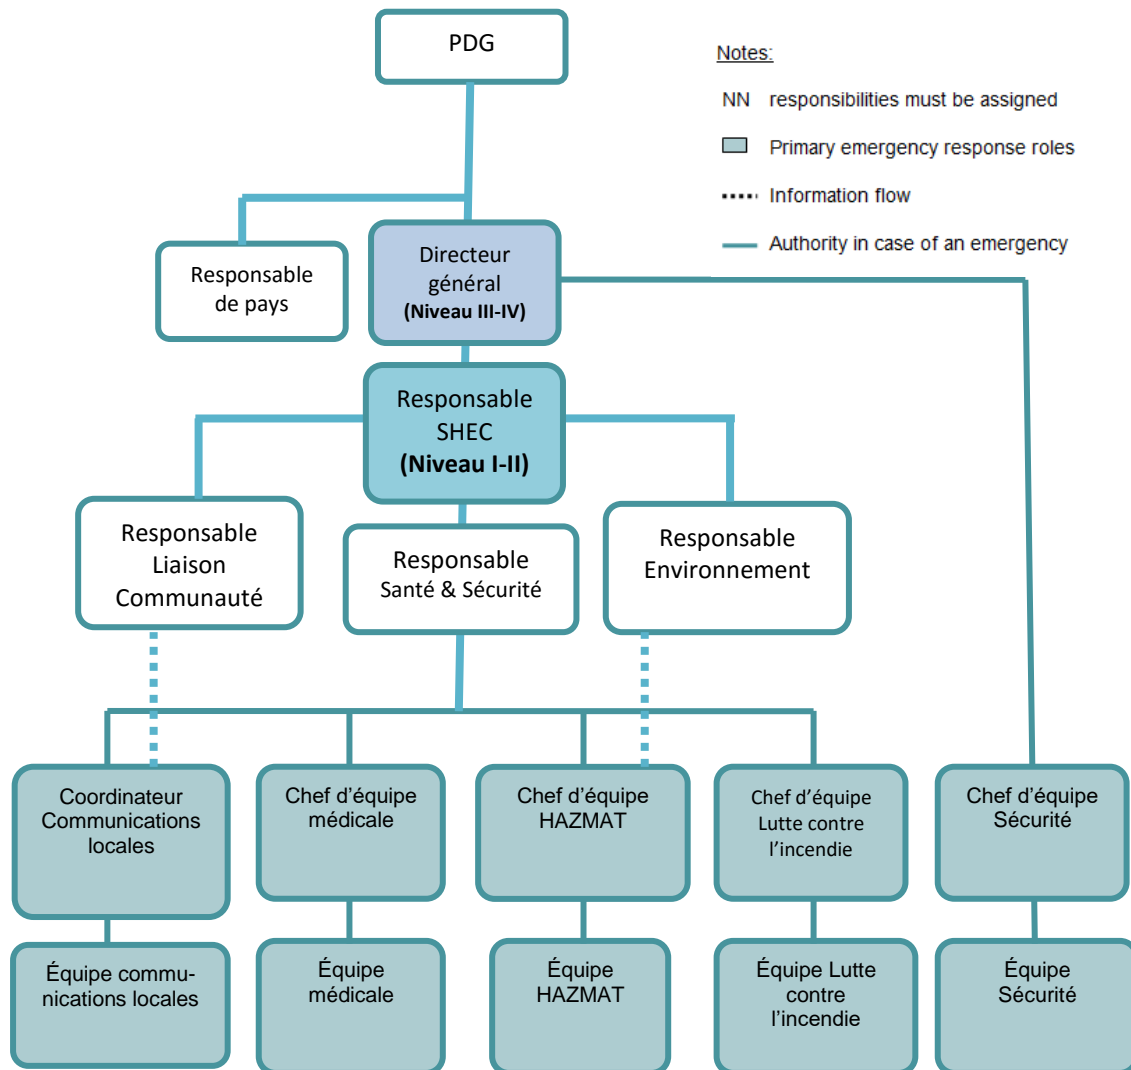 PDG
Notes:
NN responsibilities must be assigned
Primary emergency response roles
Information flow
Authority in case of an emergency
Responsable
de pays
Directeur
général
(Niveau III-IV)
Responsable
SHEC
(Niveau I-II)
Responsable
Liaison
Communauté
Responsable
Santé & Sécurité
Responsable
Environnement
Coordinateur
Communications
locales
Chef d'équipe
médicale
Chef d'équipe
HAZMAT
Chef d'équipe
Lutte contre
l'incendie
Chef d'équipe
Sécurité
Équipe commu-
nications locales
Équipe
médicale
Équipe
HAZMAT
Équipe Lutte
contre
l'incendie
Équipe
Sécurité